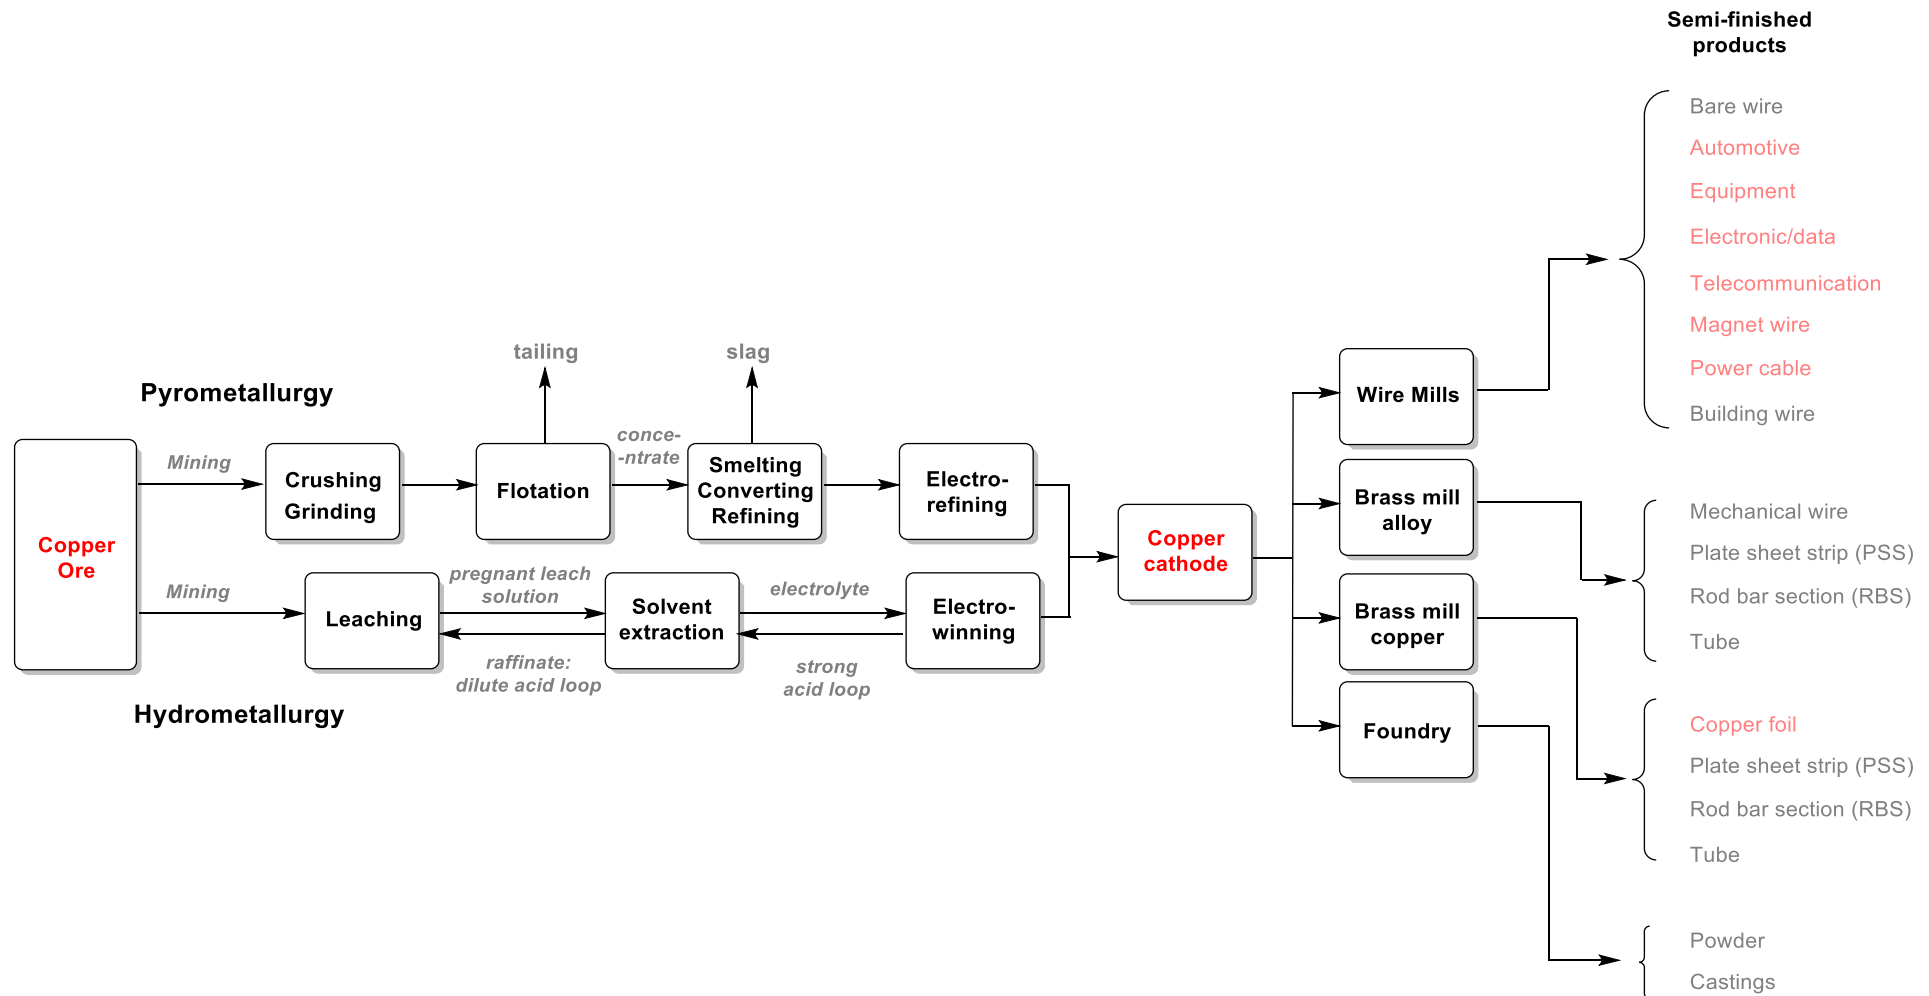 Semi-finished
products
Bare wire
Automotive
Equipment
Electronic/data
Telecommunication
Magnet wire
Power cable
Building wire
tailing
slag
Pyrometallurgy
Mining
conce-
-ntrate
Crushing
Grinding
Flotation
Smelting
Converting
Refining
Electro-
refining
Copper
Ore
Mining
Leaching
pregnant leach
solution
Solvent
extraction
electrolyte
Electro-
winning
raffinate:
dilute acid loop
strong
acid loop
Hydrometallurgy
Copper
cathode
Wire Mills
Brass mill
alloy
Brass mill
copper
Foundry
Mechanical wire
Plate sheet strip (PSS)
Rod bar section (RBS)
Tube
Copper foil
Plate sheet strip (PSS)
Rod bar section (RBS)
Tube
Powder
Castings